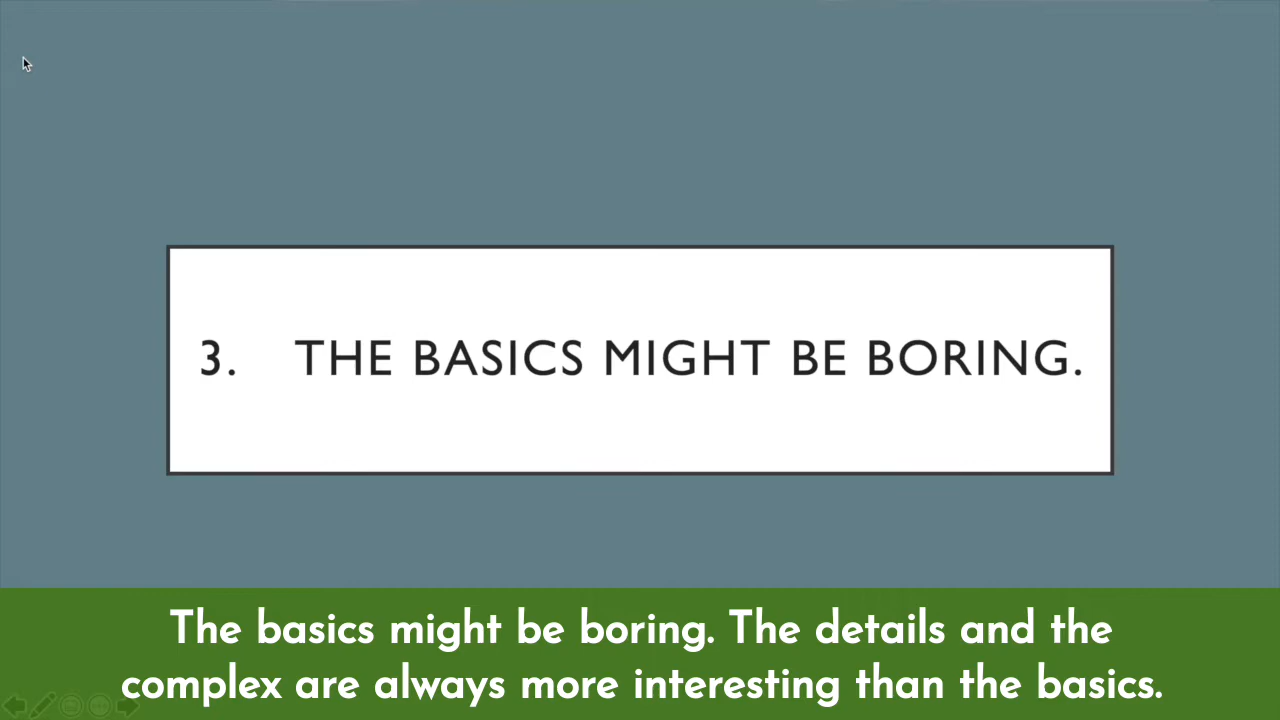 3. THE BASICS MIGHT BE BORING.
The basics might be boring. The details and the
complex are always more interesting than the basics.